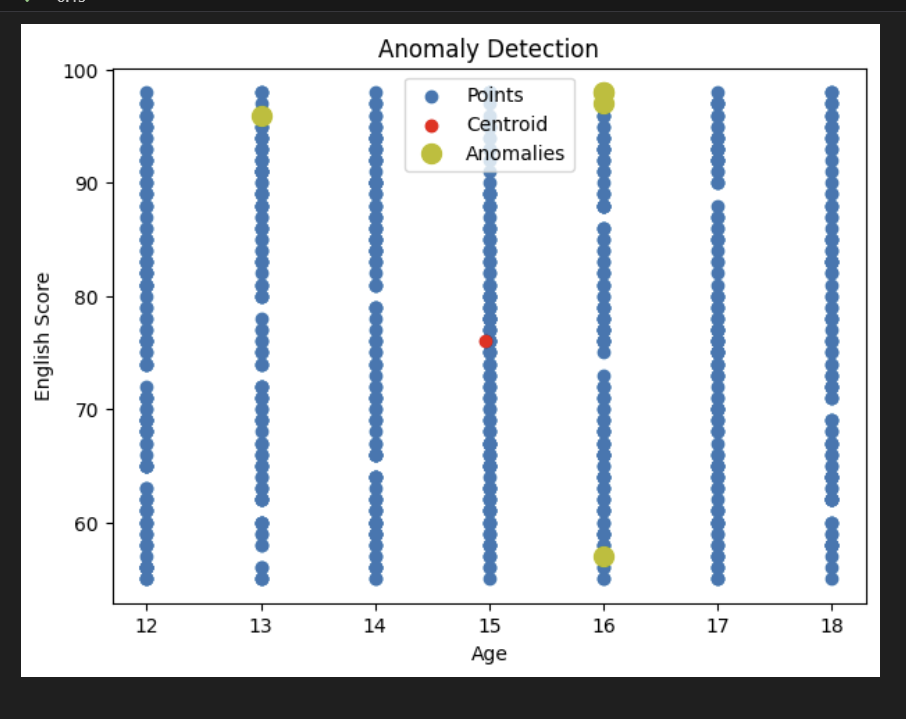 Anomaly Detection
Points
Centroid
Anomalies
100
90
80
70
60
English Score
12 13 14 15 16 17 18
Age